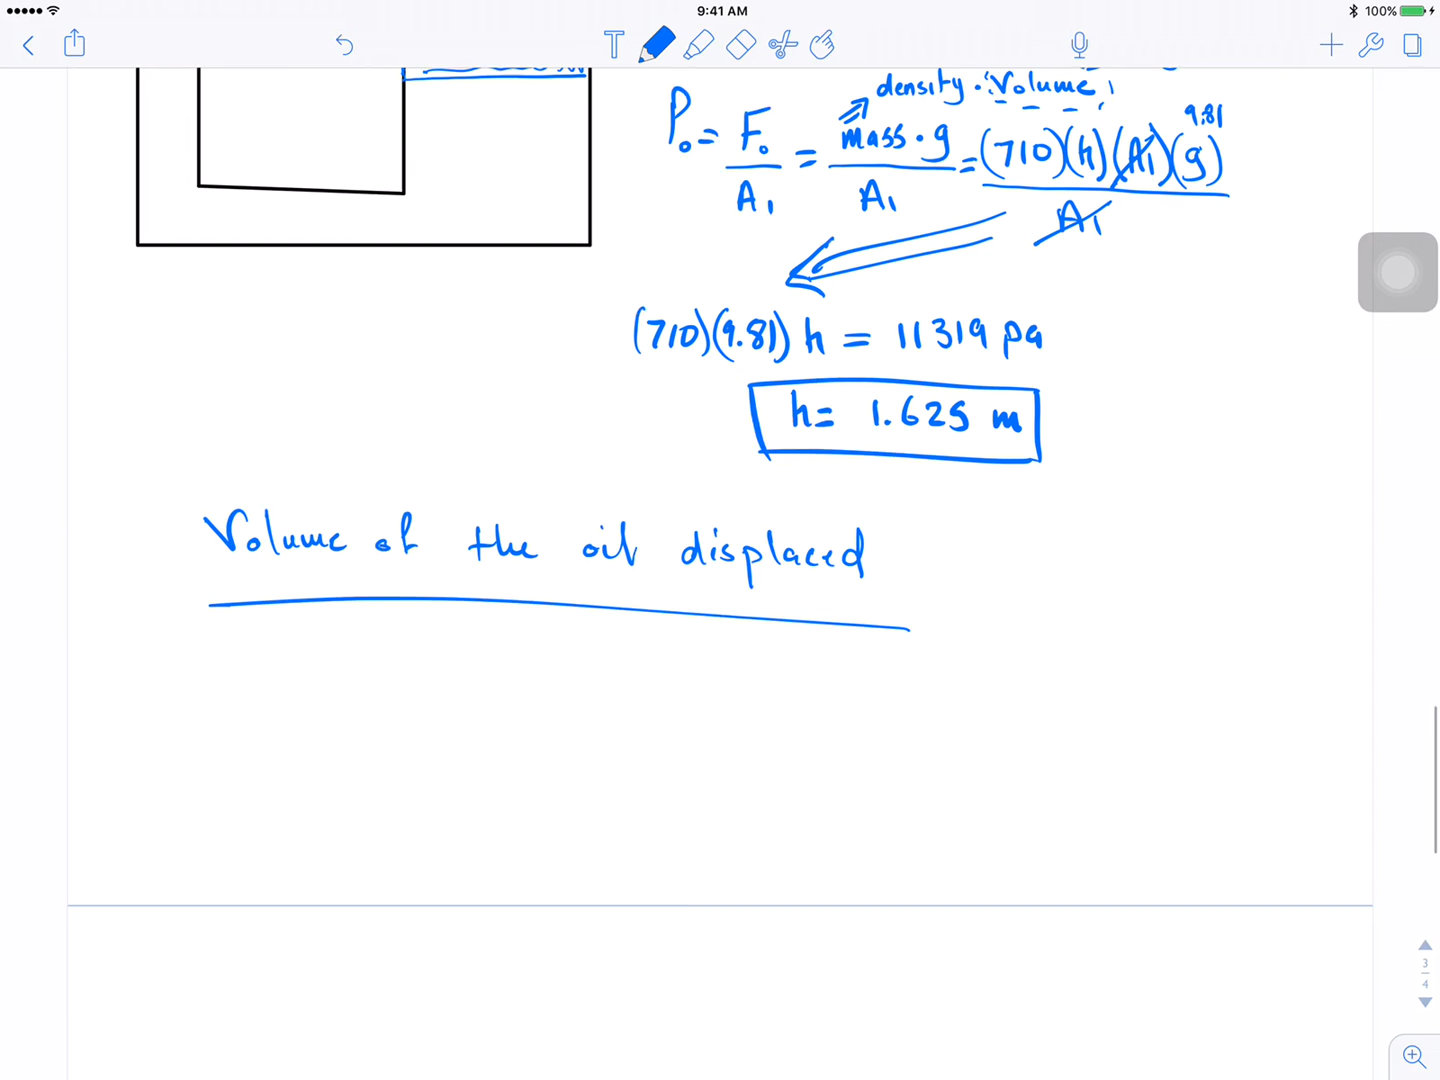 9:41 AM
100%
T
density · Volume
9.81
P₀ = F₀ / A₁ = mass · g / A₁ = (710)(h)(A₁)(g) / A₁
(710)(9.81) h = 11319 pa
h = 1.625 m
Volume of the oil displaced
3
4